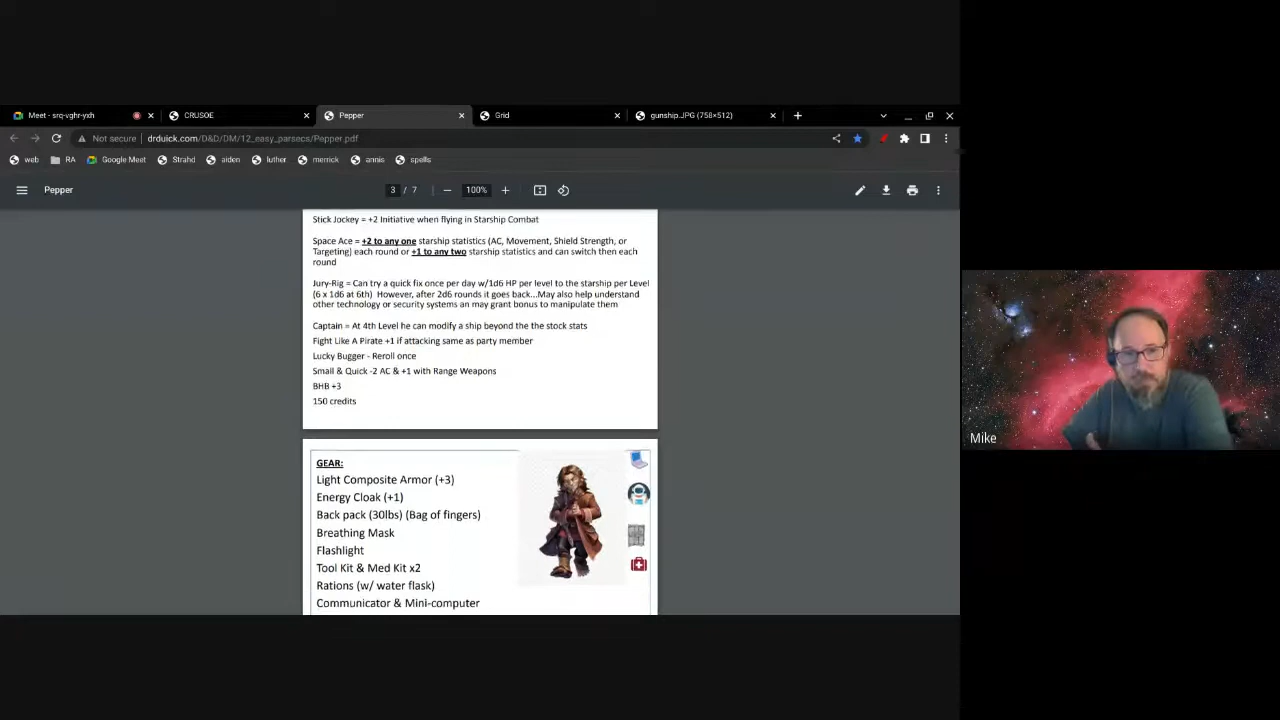 Meet - srq-vghr-yxh
CRUSOE
Pepper
Grid
gunship.JPG (758×512)
Not secure | drduick.com/D&D/DM/12_easy_parsecs/Pepper.pdf
web RA Google Meet Strahd aiden luther merrick annis spells
Pepper
3 / 7
100%
Stick Jockey = +2 Initiative when flying in Starship Combat
Space Ace = +2 to any one starship statistics (AC, Movement, Shield Strength, or
Targeting) each round or +1 to any two starship statistics and can switch then each
round
Jury-Rig = Can try a quick fix once per day w/1d6 HP per level to the starship per Level
(6 x 1d6 at 6th) However, after 2d6 rounds it goes back...May also help understand
other technology or security systems an may grant bonus to manipulate them
Captain = At 4th Level he can modify a ship beyond the the stock stats
Fight Like A Pirate +1 if attacking same as party member
Lucky Bugger - Reroll once
Small & Quick -2 AC & +1 with Range Weapons
BHB +3
150 credits
GEAR:
Light Composite Armor (+3)
Energy Cloak (+1)
Back pack (30lbs) (Bag of fingers)
Breathing Mask
Flashlight
Tool Kit & Med Kit x2
Rations (w/ water flask)
Communicator & Mini-computer
Mike